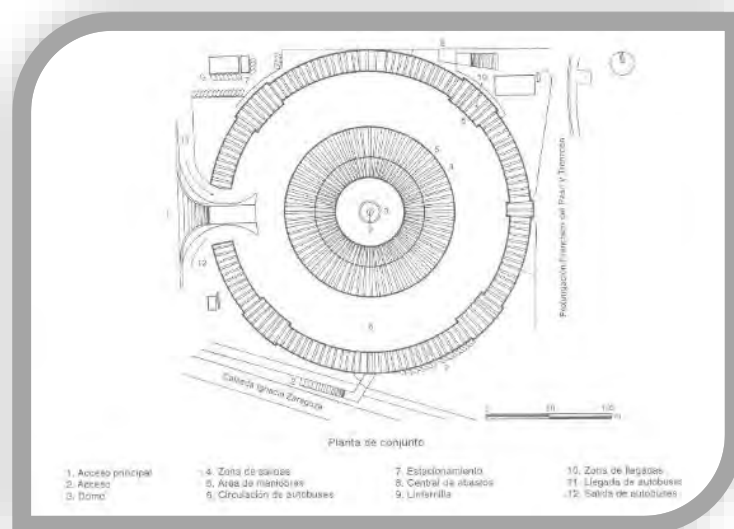 Prolongación Francisco del Paso y Troncoso
Calzada Ignacio Zaragoza
Planta de conjunto
1. Acceso principal
2. Acceso
3. Domo
4. Zona de salidas
5. Area de maniobras
6. Circulación de autobuses
7. Estacionamiento
8. Central de abastos
9. Linternilla
10. Zona de llegadas
11. Llegada de autobuses
12. Salida de autobuses